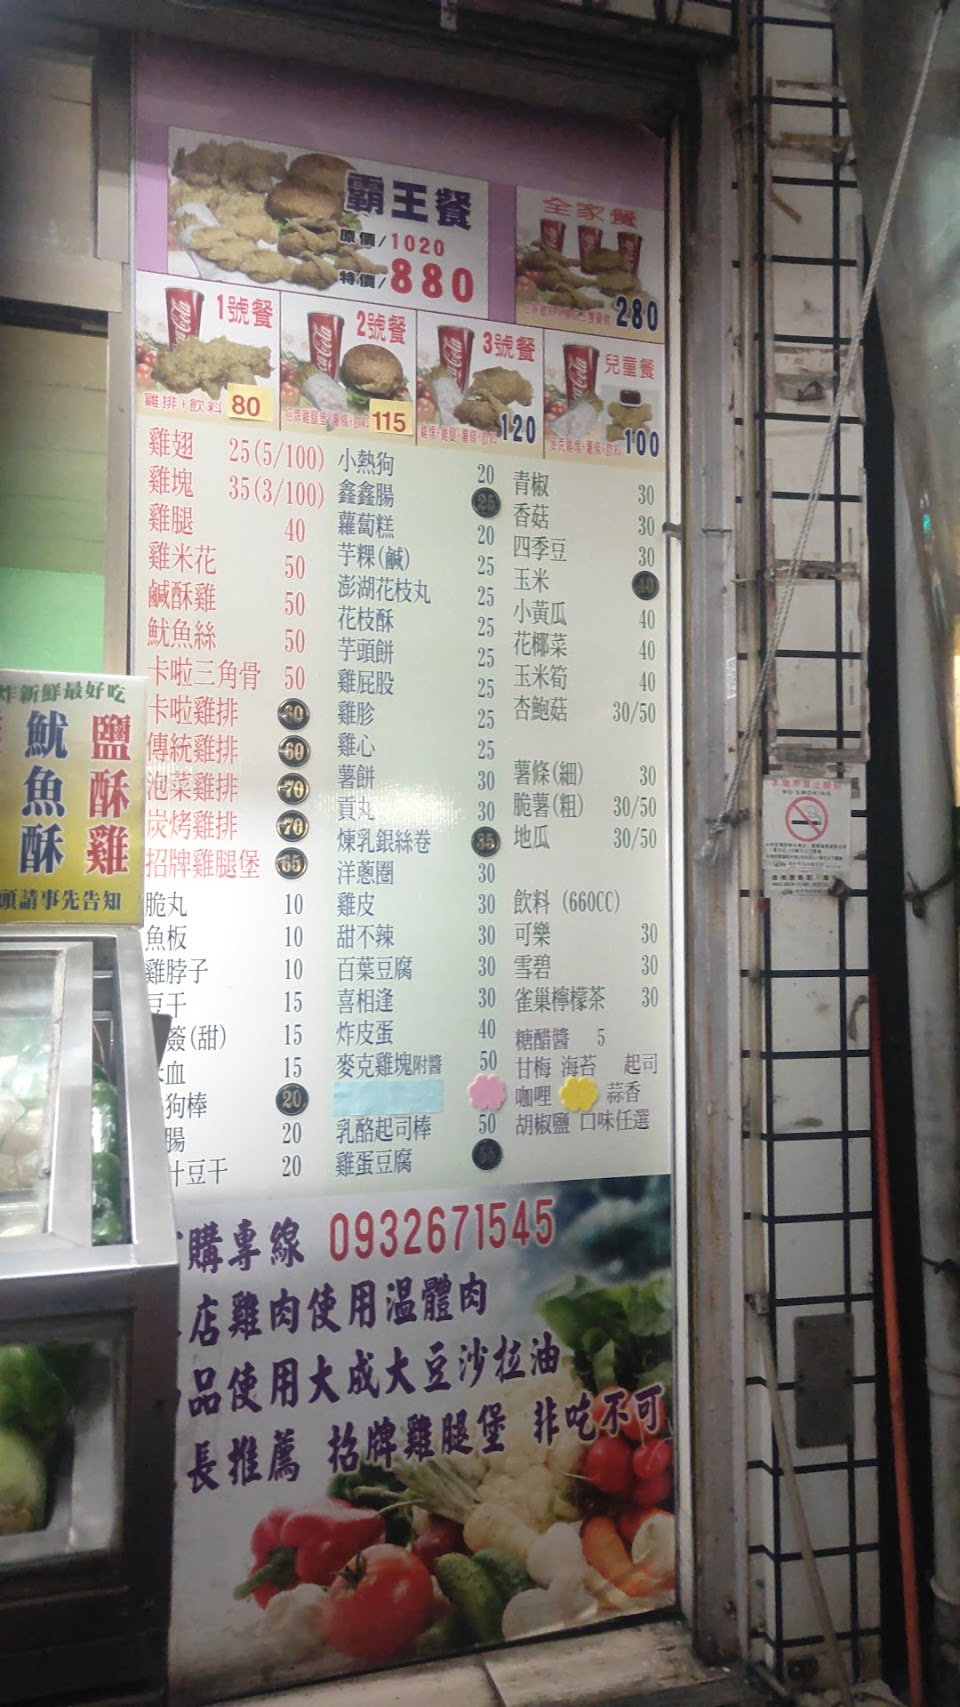 霸王餐
原價/1020
特價/880
全家餐
280
1號餐
雞排+飲料 80
2號餐
115
3號餐
120
兒童餐
100
雞翅 25(5/100)
雞塊 35(3/100)
雞腿 40
雞米花 50
鹹酥雞 50
魷魚絲 50
卡啦三角骨 50
卡啦雞排 60
傳統雞排 60
泡菜雞排 70
炭烤雞排 70
招牌雞腿堡 65
脆丸 10
魚板 10
雞脖子 10
豆干 15
簽(甜) 15
血 15
狗棒 20
腸 20
汁豆干 20
小熱狗 20
鑫鑫腸 25
蘿蔔糕 20
芋粿(鹹) 25
澎湖花枝丸 25
花枝酥 25
芋頭餅 25
雞屁股 25
雞胗 25
雞心 25
薯餅 30
貢丸 30
煉乳銀絲卷 35
洋蔥圈 30
雞皮 30
甜不辣 30
百葉豆腐 30
喜相逢 30
炸皮蛋 40
麥克雞塊附醬 50
乳酪起司棒 50
雞蛋豆腐 55
青椒 30
香菇 30
四季豆 30
玉米 40
小黃瓜 40
花椰菜 40
玉米筍 40
杏鮑菇 30/50
薯條(細) 30
脆薯(粗) 30/50
地瓜 30/50
飲料 (660CC)
可樂 30
雪碧 30
雀巢檸檬茶 30
糖醋醬 5
甘梅 海苔 起司
咖哩 蒜香
胡椒鹽 口味任選
購專線 0932671545
店雞肉使用温體肉
品使用大成大豆沙拉油
長推薦 招牌雞腿堡 非吃不可
炸新鮮最好吃
鹽酥雞
魷魚酥
頭請事先告知
NO SMOKING